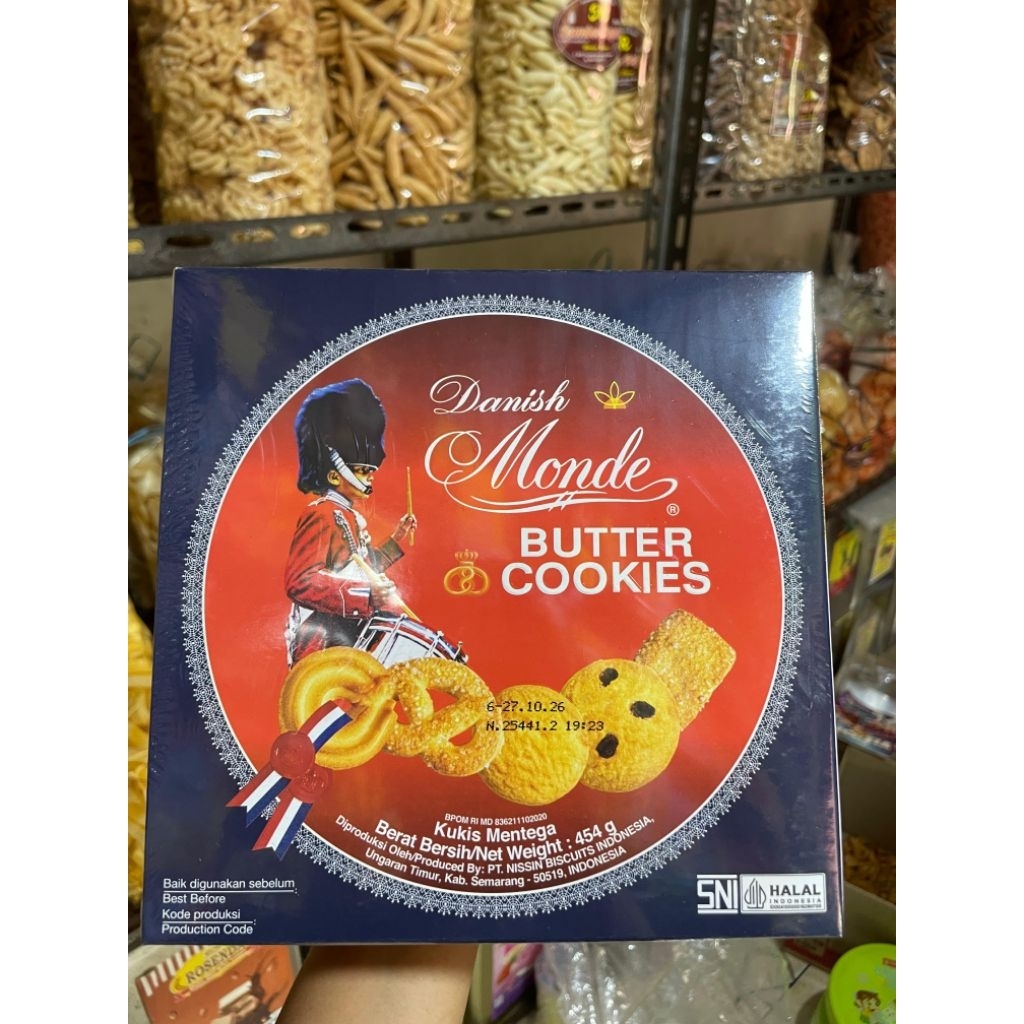 Danish
Monde
®
BUTTER
COOKIES
6-27.10.26
N.25441.2 19:23
BPOM RI MD 836211102020
Kukis Mentega
Berat Bersih/Net Weight : 454 g
Diproduksi Oleh/Produced By: PT. NISSIN BISCUITS INDONESIA,
Ungaran Timur, Kab. Semarang - 50519, INDONESIA
Baik digunakan sebelum :
Best Before
Kode produksi :
Production Code
SNI
HALAL
INDONESIA